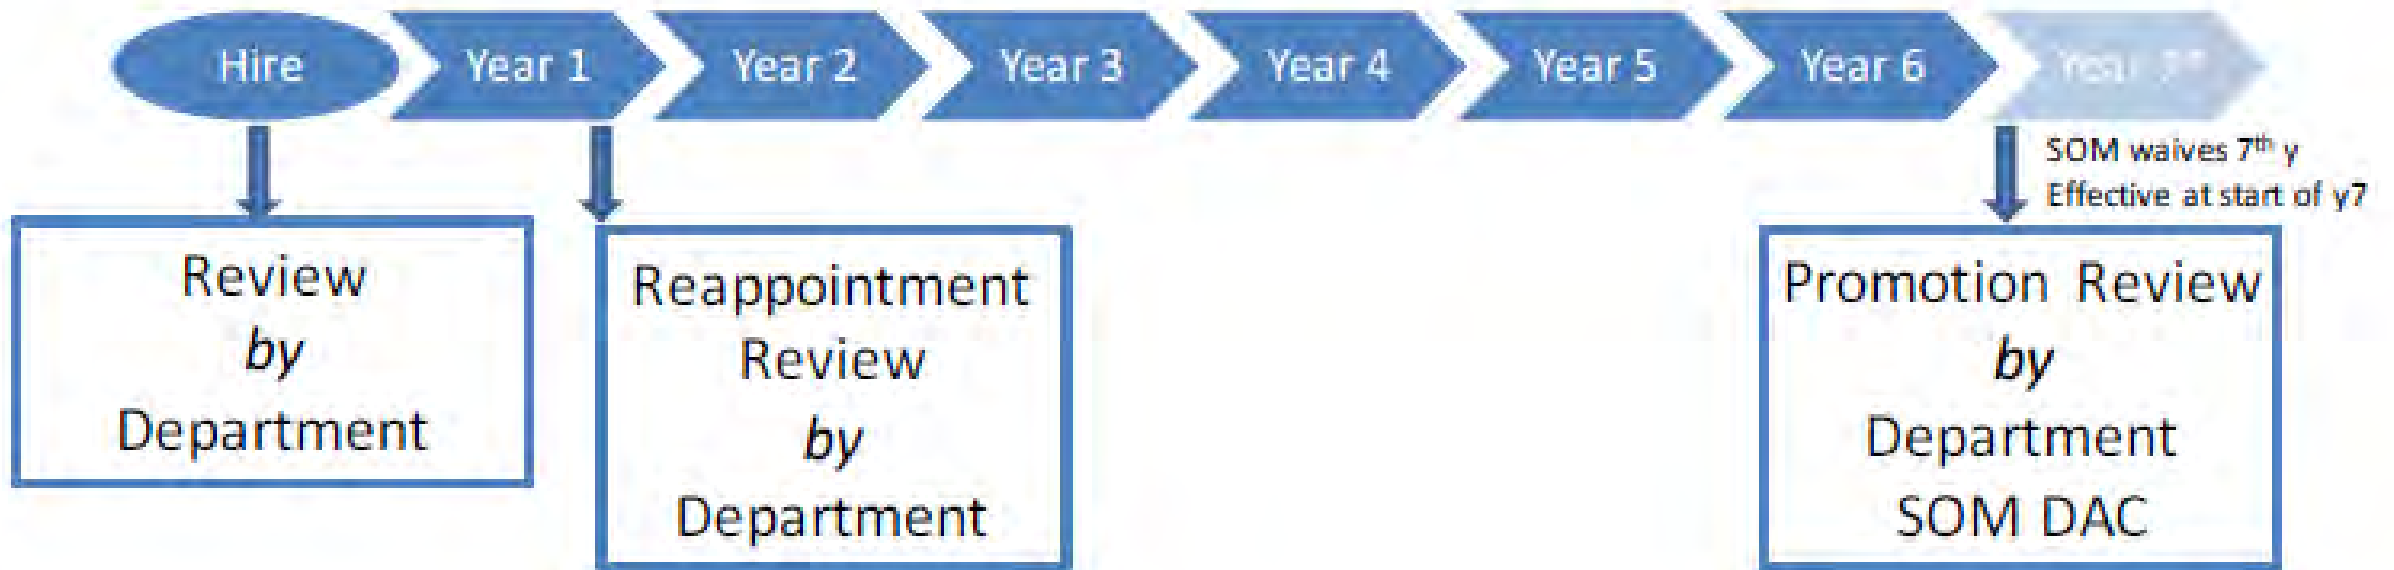 Hire
Year 1
Year 2
Year 3
Year 4
Year 5
Year 6
Year
SOM waives 7th y
Effective at start of y7
Review
by
Department
Reappointment
Review
by
Department
Promotion Review
by
Department
SOM DAC